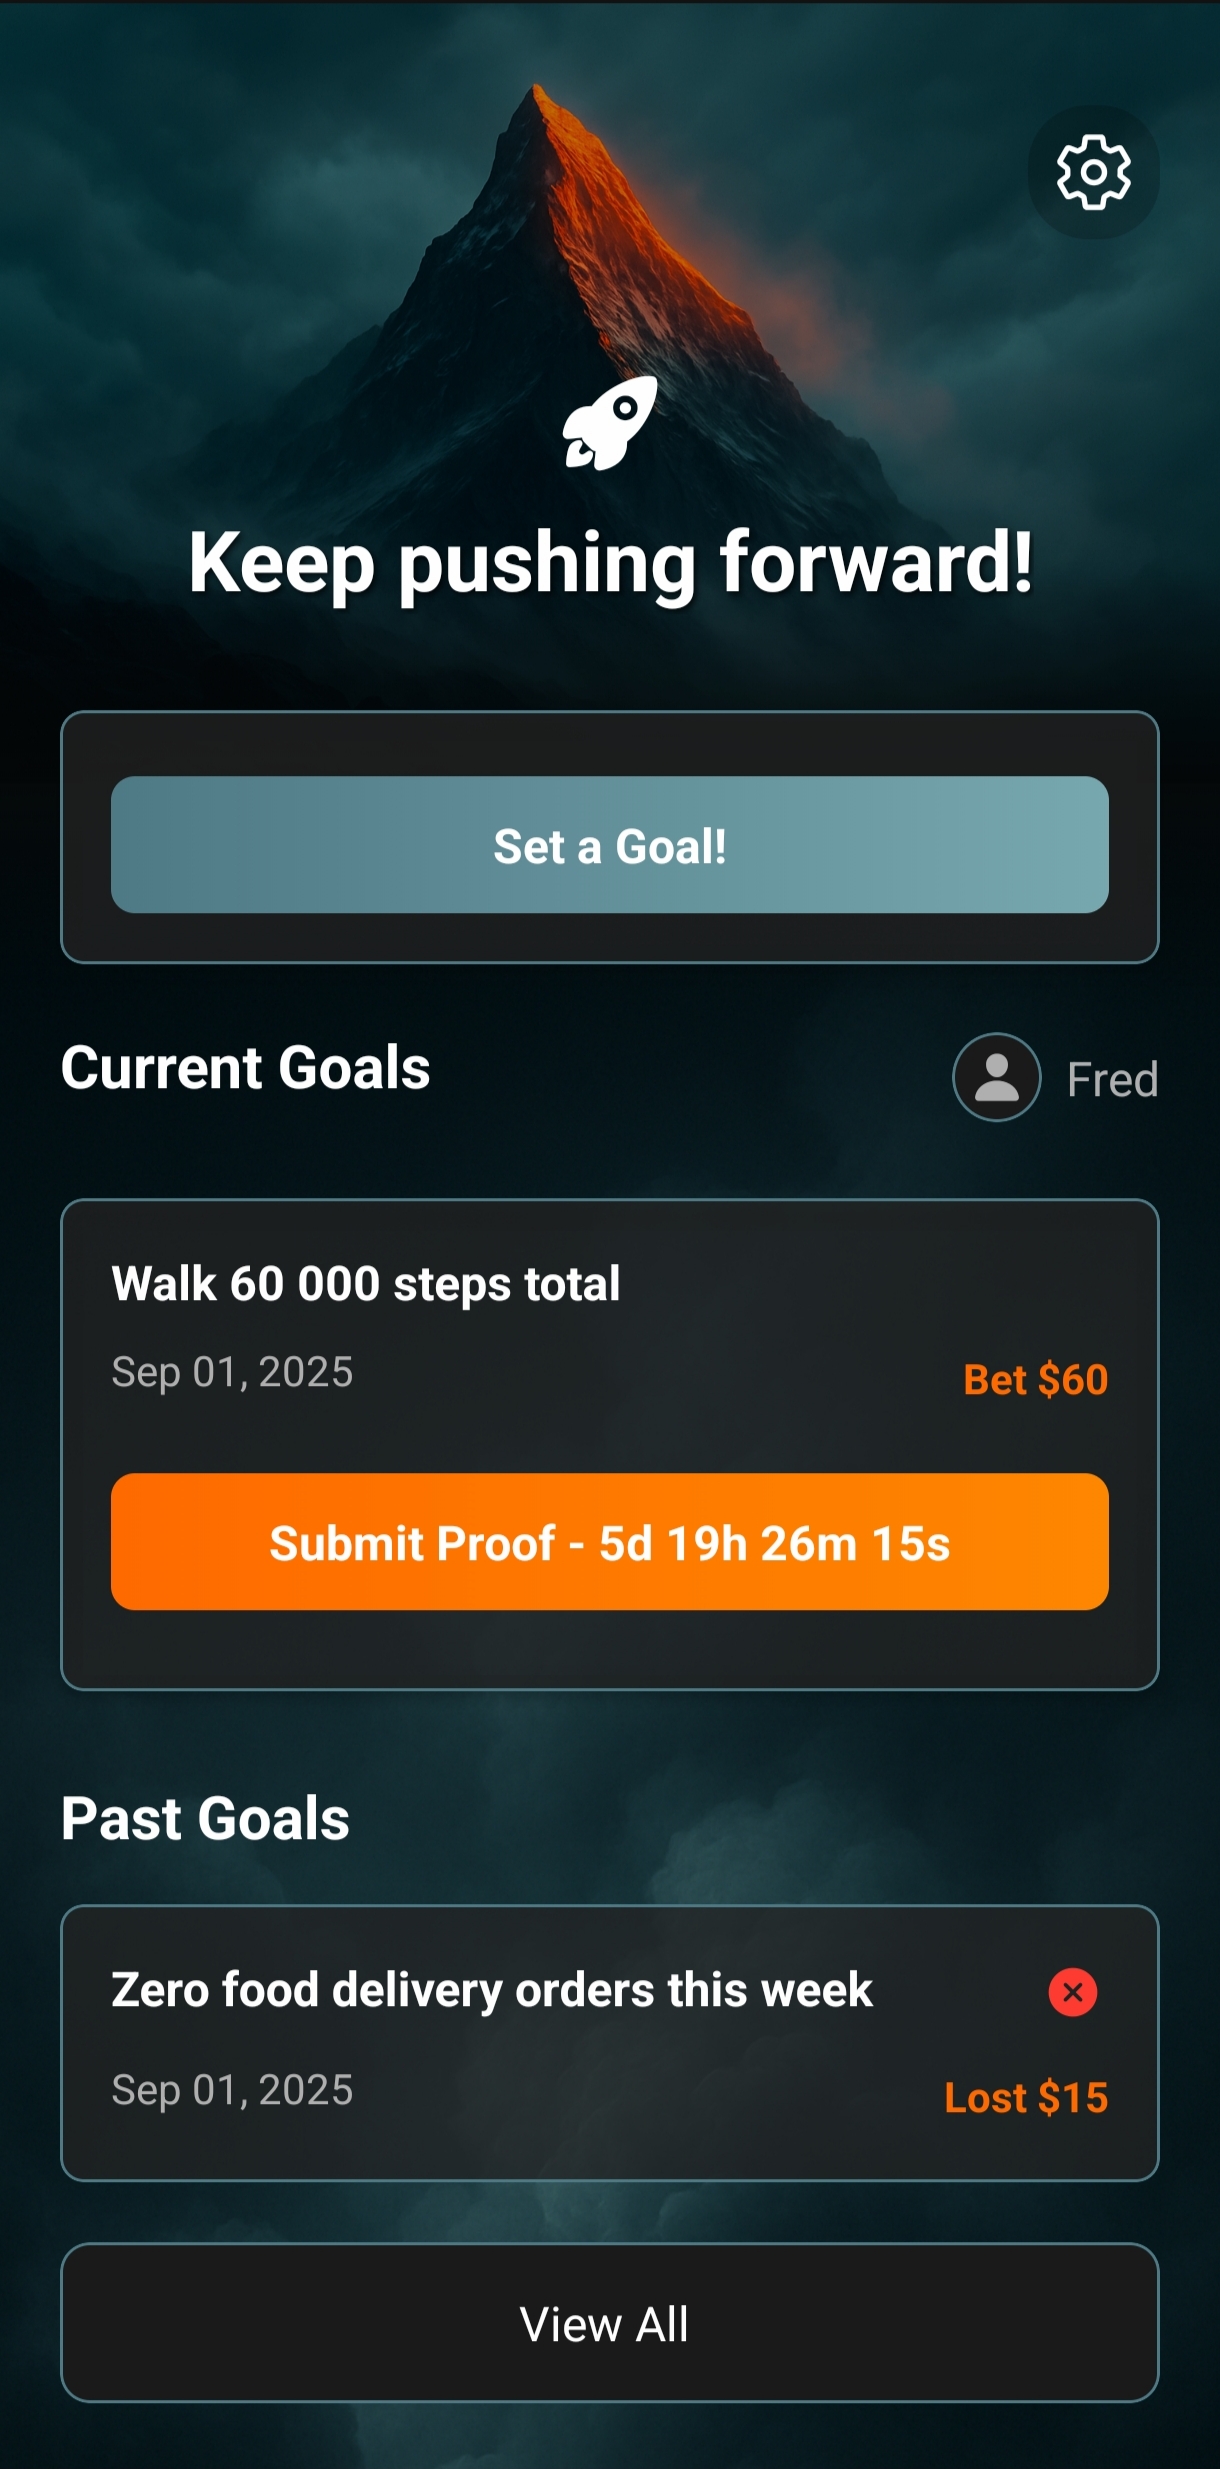 Keep pushing forward!
Set a Goal!
Current Goals
Fred
Walk 60 000 steps total
Sep 01, 2025
Bet $60
Submit Proof - 5d 19h 26m 15s
Past Goals
Zero food delivery orders this week
Sep 01, 2025
Lost $15
View All